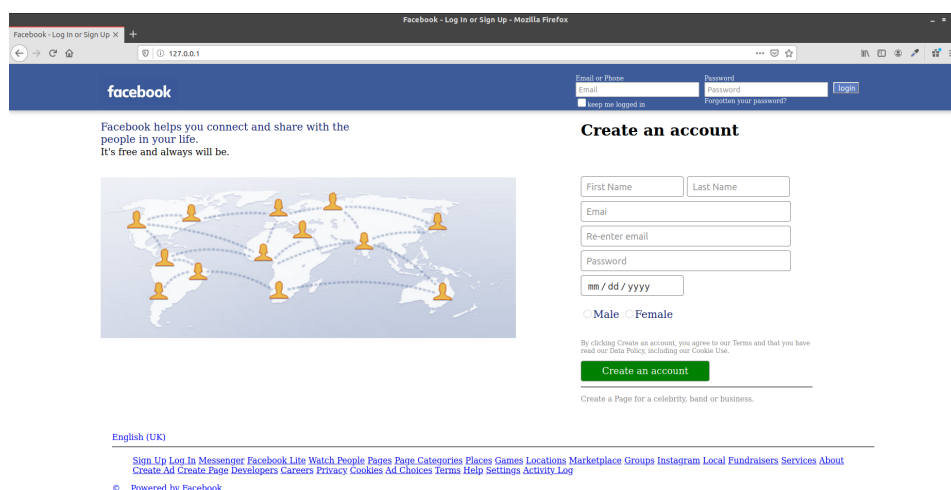 Facebook - Log In or Sign Up - Mozilla Firefox
Facebook - Log In or Sign Up
127.0.0.1
facebook
Email or Phone
Password
Email
Password
login
keep me logged in
Forgotten your password?
Facebook helps you connect and share with the
people in your life.
It's free and always will be.
Create an account
First Name
Last Name
Emai
Re-enter email
Password
mm / dd / yyyy
Male
Female
By clicking Create an account, you agree to our Terms and that you have
read our Data Policy, including our Cookie Use.
Create an account
Create a Page for a celebrity, band or business.
English (UK)
Sign Up Log In Messenger Facebook Lite Watch People Pages Page Categories Places Games Locations Marketplace Groups Instagram Local Fundraisers Services About
Create Ad Create Page Developers Careers Privacy Cookies Ad Choices Terms Help Settings Activity Log
© Powered by Facebook